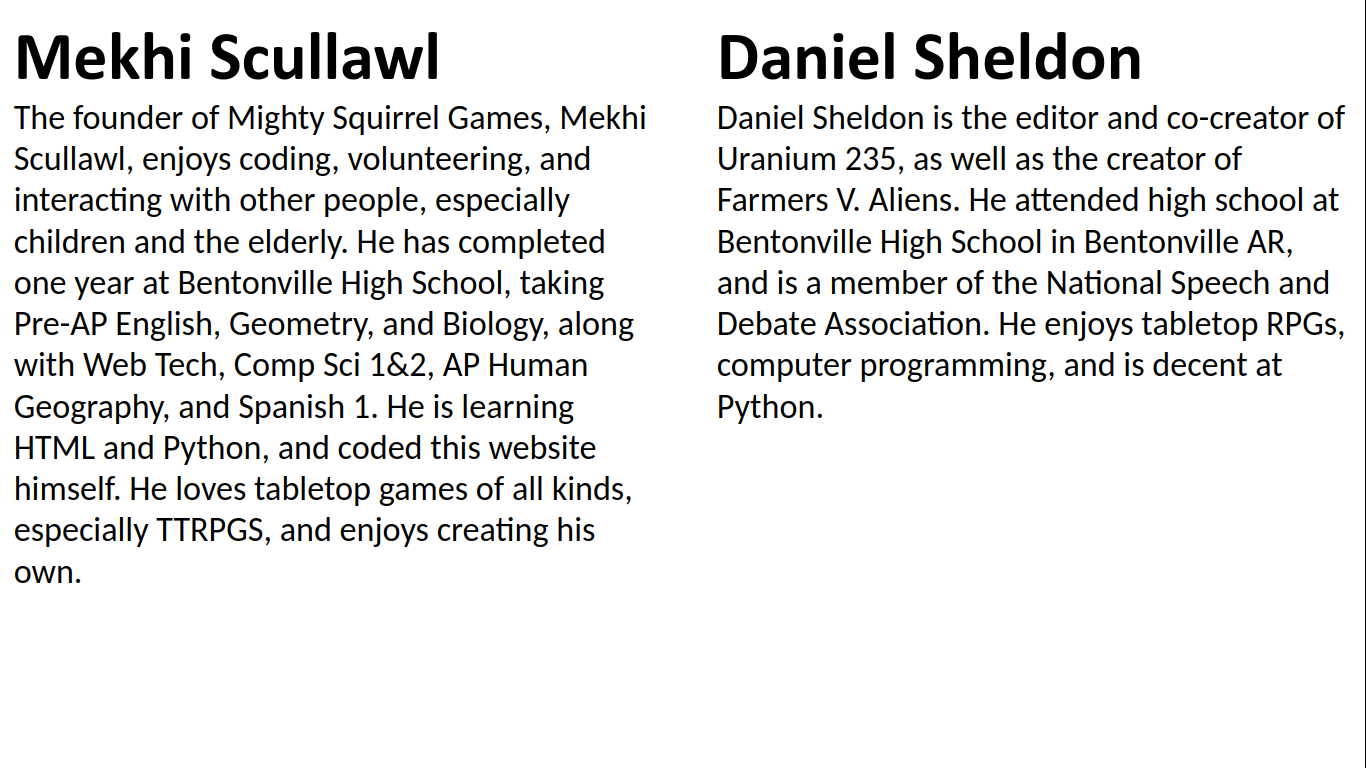 Mekhi Scullawl
The founder of Mighty Squirrel Games, Mekhi
Scullawl, enjoys coding, volunteering, and
interacting with other people, especially
children and the elderly. He has completed
one year at Bentonville High School, taking
Pre-AP English, Geometry, and Biology, along
with Web Tech, Comp Sci 1&2, AP Human
Geography, and Spanish 1. He is learning
HTML and Python, and coded this website
himself. He loves tabletop games of all kinds,
especially TTRPGS, and enjoys creating his
own.
Daniel Sheldon
Daniel Sheldon is the editor and co-creator of
Uranium 235, as well as the creator of
Farmers V. Aliens. He attended high school at
Bentonville High School in Bentonville AR,
and is a member of the National Speech and
Debate Association. He enjoys tabletop RPGs,
computer programming, and is decent at
Python.